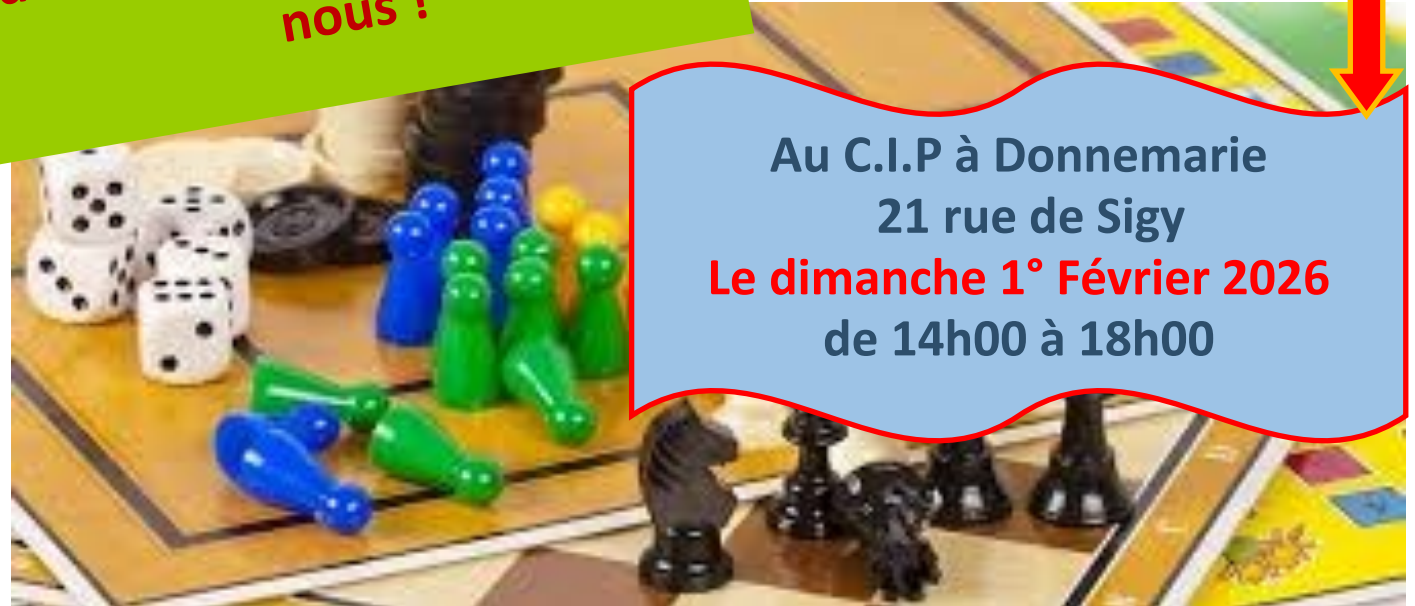 nous !
Au C.I.P à Donnemarie
21 rue de Sigy
Le dimanche 1° Février 2026
de 14h00 à 18h00